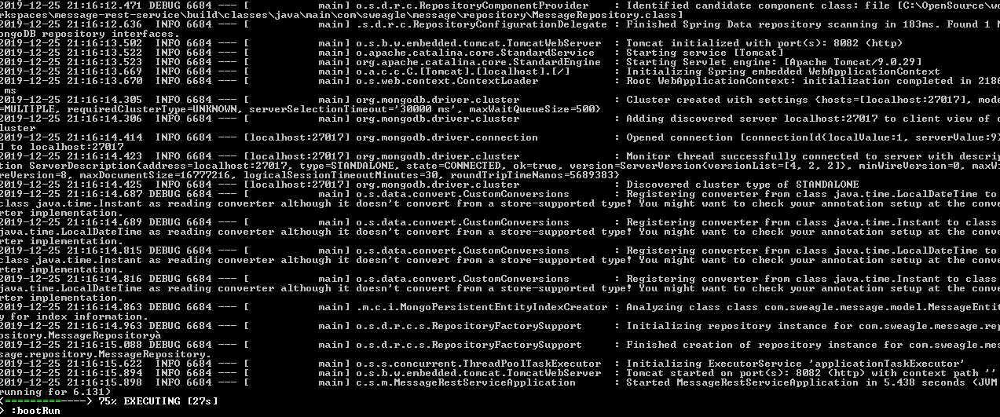 2019-12-25 21:16:12.471 DEBUG 6684 --- [           main] o.s.d.r.c.RepositoryComponentProvider    : Identified candidate component class: file [C:\OpenSource\wo
rkspaces\message-rest-service\build\classes\java\main\com\sweagle\message\repository\MessageRepository.class]
2019-12-25 21:16:12.636  INFO 6684 --- [           main] .s.d.r.c.RepositoryConfigurationDelegate : Finished Spring Data repository scanning in 183ms. Found 1 M
ongoDB repository interfaces.
2019-12-25 21:16:13.502  INFO 6684 --- [           main] o.s.b.w.embedded.tomcat.TomcatWebServer  : Tomcat initialized with port(s): 8082 (http)
2019-12-25 21:16:13.522  INFO 6684 --- [           main] o.apache.catalina.core.StandardService   : Starting service [Tomcat]
2019-12-25 21:16:13.523  INFO 6684 --- [           main] org.apache.catalina.core.StandardEngine  : Starting Servlet engine: [Apache Tomcat/9.0.29]
2019-12-25 21:16:13.669  INFO 6684 --- [           main] o.a.c.c.C.[Tomcat].[localhost].[/]       : Initializing Spring embedded WebApplicationContext
2019-12-25 21:16:13.670  INFO 6684 --- [           main] o.s.web.context.ContextLoader            : Root WebApplicationContext: initialization completed in 2186
 ms
2019-12-25 21:16:14.305  INFO 6684 --- [           main] org.mongodb.driver.cluster               : Cluster created with settings {hosts=[localhost:27017], mode
=MULTIPLE, requiredClusterType=UNKNOWN, serverSelectionTimeout='30000 ms', maxWaitQueueSize=500}
2019-12-25 21:16:14.306  INFO 6684 --- [           main] org.mongodb.driver.cluster               : Adding discovered server localhost:27017 to client view of c
luster
2019-12-25 21:16:14.414  INFO 6684 --- [localhost:27017] org.mongodb.driver.connection            : Opened connection [connectionId{localValue:1, serverValue:9}
] to localhost:27017
2019-12-25 21:16:14.423  INFO 6684 --- [localhost:27017] org.mongodb.driver.cluster               : Monitor thread successfully connected to server with descrip
tion ServerDescription{address=localhost:27017, type=STANDALONE, state=CONNECTED, ok=true, version=ServerVersion{versionList=[4, 2, 2]}, minWireVersion=0, maxWi
reVersion=8, maxDocumentSize=16777216, logicalSessionTimeoutMinutes=30, roundTripTimeNanos=5689383}
2019-12-25 21:16:14.425  INFO 6684 --- [localhost:27017] org.mongodb.driver.cluster               : Discovered cluster type of STANDALONE
2019-12-25 21:16:14.687 DEBUG 6684 --- [           main] o.s.data.convert.CustomConversions       : Registering converter from class java.time.LocalDateTime to
class java.time.Instant as reading converter although it doesn't convert from a store-supported type! You might want to check your annotation setup at the conve
rter implementation.
2019-12-25 21:16:14.689 DEBUG 6684 --- [           main] o.s.data.convert.CustomConversions       : Registering converter from class java.time.Instant to class
java.time.LocalDateTime as reading converter although it doesn't convert from a store-supported type! You might want to check your annotation setup at the conve
rter implementation.
2019-12-25 21:16:14.815 DEBUG 6684 --- [           main] o.s.data.convert.CustomConversions       : Registering converter from class java.time.LocalDateTime to
class java.time.Instant as reading converter although it doesn't convert from a store-supported type! You might want to check your annotation setup at the conve
rter implementation.
2019-12-25 21:16:14.816 DEBUG 6684 --- [           main] o.s.data.convert.CustomConversions       : Registering converter from class java.time.Instant to class
java.time.LocalDateTime as reading converter although it doesn't convert from a store-supported type! You might want to check your annotation setup at the conve
rter implementation.
2019-12-25 21:16:14.863 DEBUG 6684 --- [           main] .m.c.i.MongoPersistentEntityIndexCreator : Analyzing class class com.sweagle.message.model.MessageEntit
y for index information.
2019-12-25 21:16:14.963 DEBUG 6684 --- [           main] o.s.d.r.c.s.RepositoryFactorySupport     : Initializing repository instance for com.sweagle.message.rep
ository.MessageRepositoryà
2019-12-25 21:16:15.088 DEBUG 6684 --- [           main] o.s.d.r.c.s.RepositoryFactorySupport     : Finished creation of repository instance for com.sweagle.mes
sage.repository.MessageRepository.
2019-12-25 21:16:15.622  INFO 6684 --- [           main] o.s.s.concurrent.ThreadPoolTaskExecutor  : Initializing ExecutorService 'applicationTaskExecutor'
2019-12-25 21:16:15.894  INFO 6684 --- [           main] o.s.b.w.embedded.tomcat.TomcatWebServer  : Tomcat started on port(s): 8082 (http) with context path ''
2019-12-25 21:16:15.898  INFO 6684 --- [           main] c.s.m.MessageRestServiceApplication      : Started MessageRestServiceApplication in 5.438 seconds (JVM
running for 6.131)
<=========----> 75% EXECUTING [27s]
> :bootRun